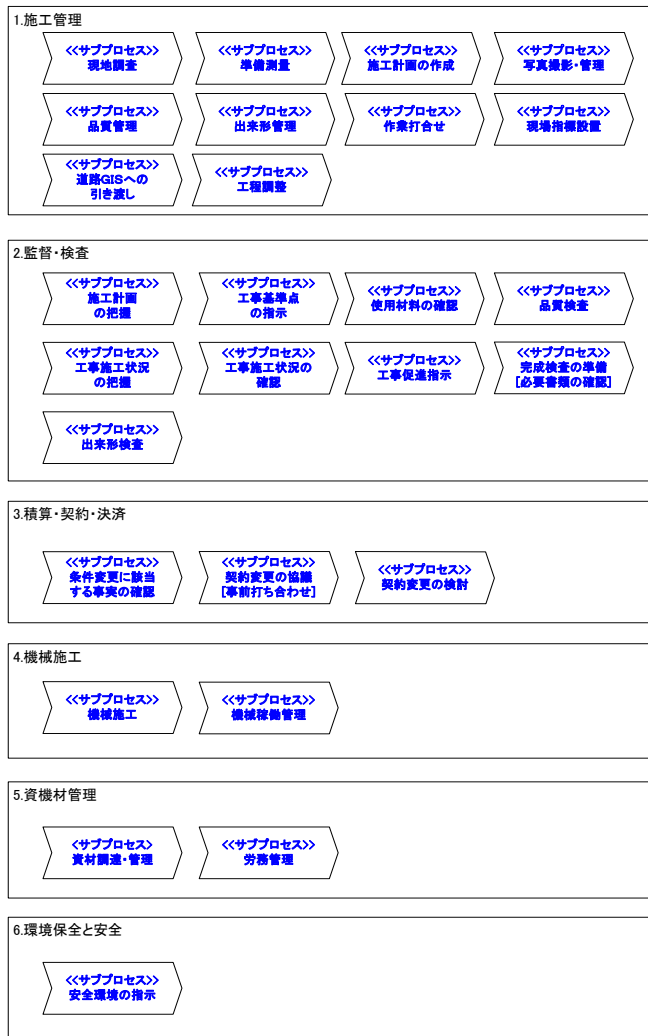 1.施工管理
<<サブプロセス>>
現地調査
<<サブプロセス>>
準備測量
<<サブプロセス>>
施工計画の作成
<<サブプロセス>>
写真撮影・管理
<<サブプロセス>>
品質管理
<<サブプロセス>>
出来形管理
<<サブプロセス>>
作業打合せ
<<サブプロセス>>
現場指標設置
<<サブプロセス>>
道路GISへの
引き渡し
<<サブプロセス>>
工程調整
2.監督・検査
<<サブプロセス>>
施工計画
の把握
<<サブプロセス>>
工事基準点
の指示
<<サブプロセス>>
使用材料の確認
<<サブプロセス>>
品質検査
<<サブプロセス>>
工事施工状況
の把握
<<サブプロセス>>
工事施工状況の
確認
<<サブプロセス>>
工事促進指示
<<サブプロセス>>
完成検査の準備
[必要書類の確認]
<<サブプロセス>>
出来形検査
3.積算・契約・決済
<<サブプロセス>>
条件変更に該当
する事実の確認
<<サブプロセス>>
契約変更の協議
[事前打ち合わせ]
<<サブプロセス>>
契約変更の検討
4.機械施工
<<サブプロセス>>
機械施工
<<サブプロセス>>
機械稼働管理
5.資機材管理
<サブプロセス>
資材調達・管理
<<サブプロセス>>
労務管理
6.環境保全と安全
<<サブプロセス>>
安全環境の指示